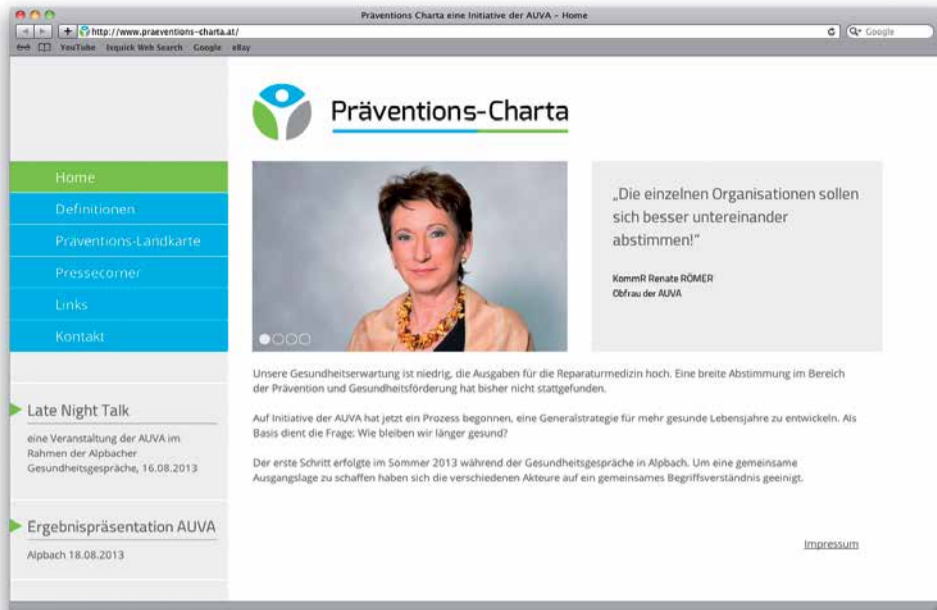 Präventions Charta eine Initiative der AUVA – Home
http://www.praeventions-charta.at/
Google
YouTube Ixquick Web Search Google eBay
Präventions-Charta
Home
Definitionen
Präventions-Landkarte
Pressecorner
Links
Kontakt
„Die einzelnen Organisationen sollen
sich besser untereinander
abstimmen!“
KommR Renate RÖMER
Obfrau der AUVA
Unsere Gesundheitserwartung ist niedrig, die Ausgaben für die Reparaturmedizin hoch. Eine breite Abstimmung im Bereich
der Prävention und Gesundheitsförderung hat bisher nicht stattgefunden.
Auf Initiative der AUVA hat jetzt ein Prozess begonnen, eine Generalstrategie für mehr gesunde Lebensjahre zu entwickeln. Als
Basis dient die Frage: Wie bleiben wir länger gesund?
Der erste Schritt erfolgte im Sommer 2013 während der Gesundheitsgespräche in Alpbach. Um eine gemeinsame
Ausgangslage zu schaffen haben sich die verschiedenen Akteure auf ein gemeinsames Begriffsverständnis geeinigt.
Late Night Talk
eine Veranstaltung der AUVA im
Rahmen der Alpbacher
Gesundheitsgespräche, 16.08.2013
Ergebnispräsentation AUVA
Alpbach 18.08.2013
Impressum